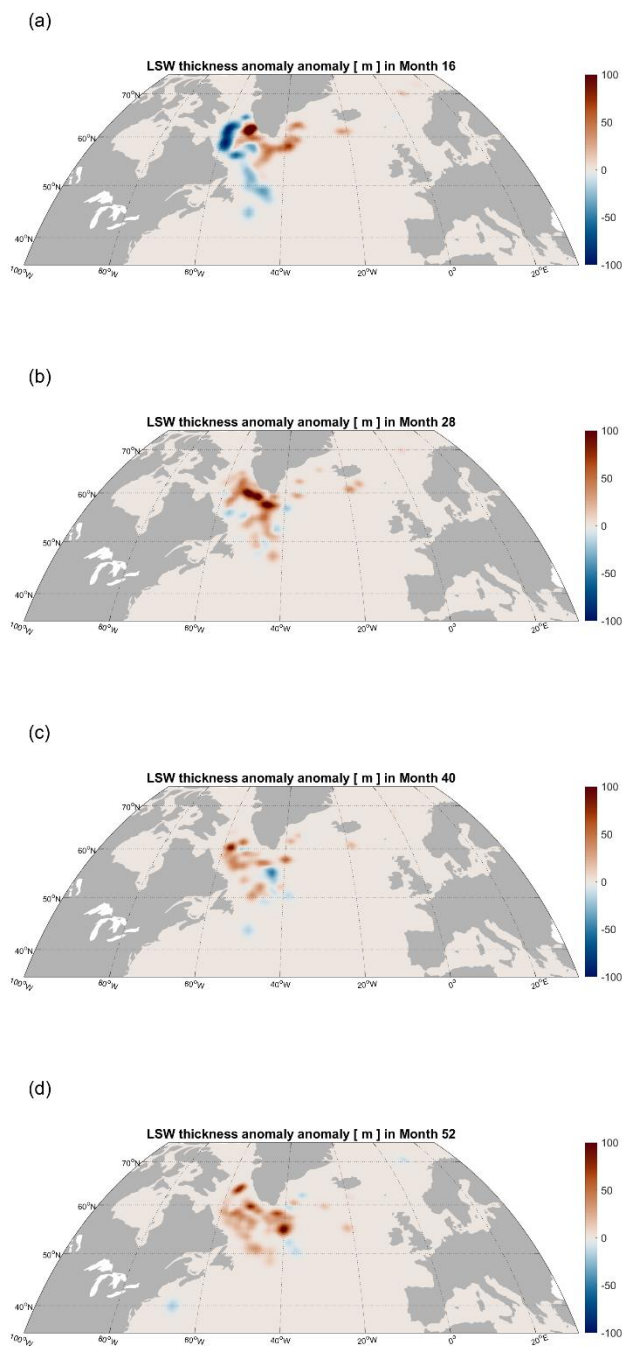 (a)
LSW thickness anomaly anomaly [ m ] in Month 16
100
50
0
-50
-100
70°N
60°N
50°N
40°N
100°W
80°W
60°W
40°W
20°W
0°
20°E
(b)
LSW thickness anomaly anomaly [ m ] in Month 28
100
50
0
-50
-100
70°N
60°N
50°N
40°N
100°W
80°W
60°W
40°W
20°W
0°
20°E
(c)
LSW thickness anomaly anomaly [ m ] in Month 40
100
50
0
-50
-100
70°N
60°N
50°N
40°N
100°W
80°W
60°W
40°W
20°W
0°
20°E
(d)
LSW thickness anomaly anomaly [ m ] in Month 52
100
50
0
-50
-100
70°N
60°N
50°N
40°N
100°W
80°W
60°W
40°W
20°W
0°
20°E